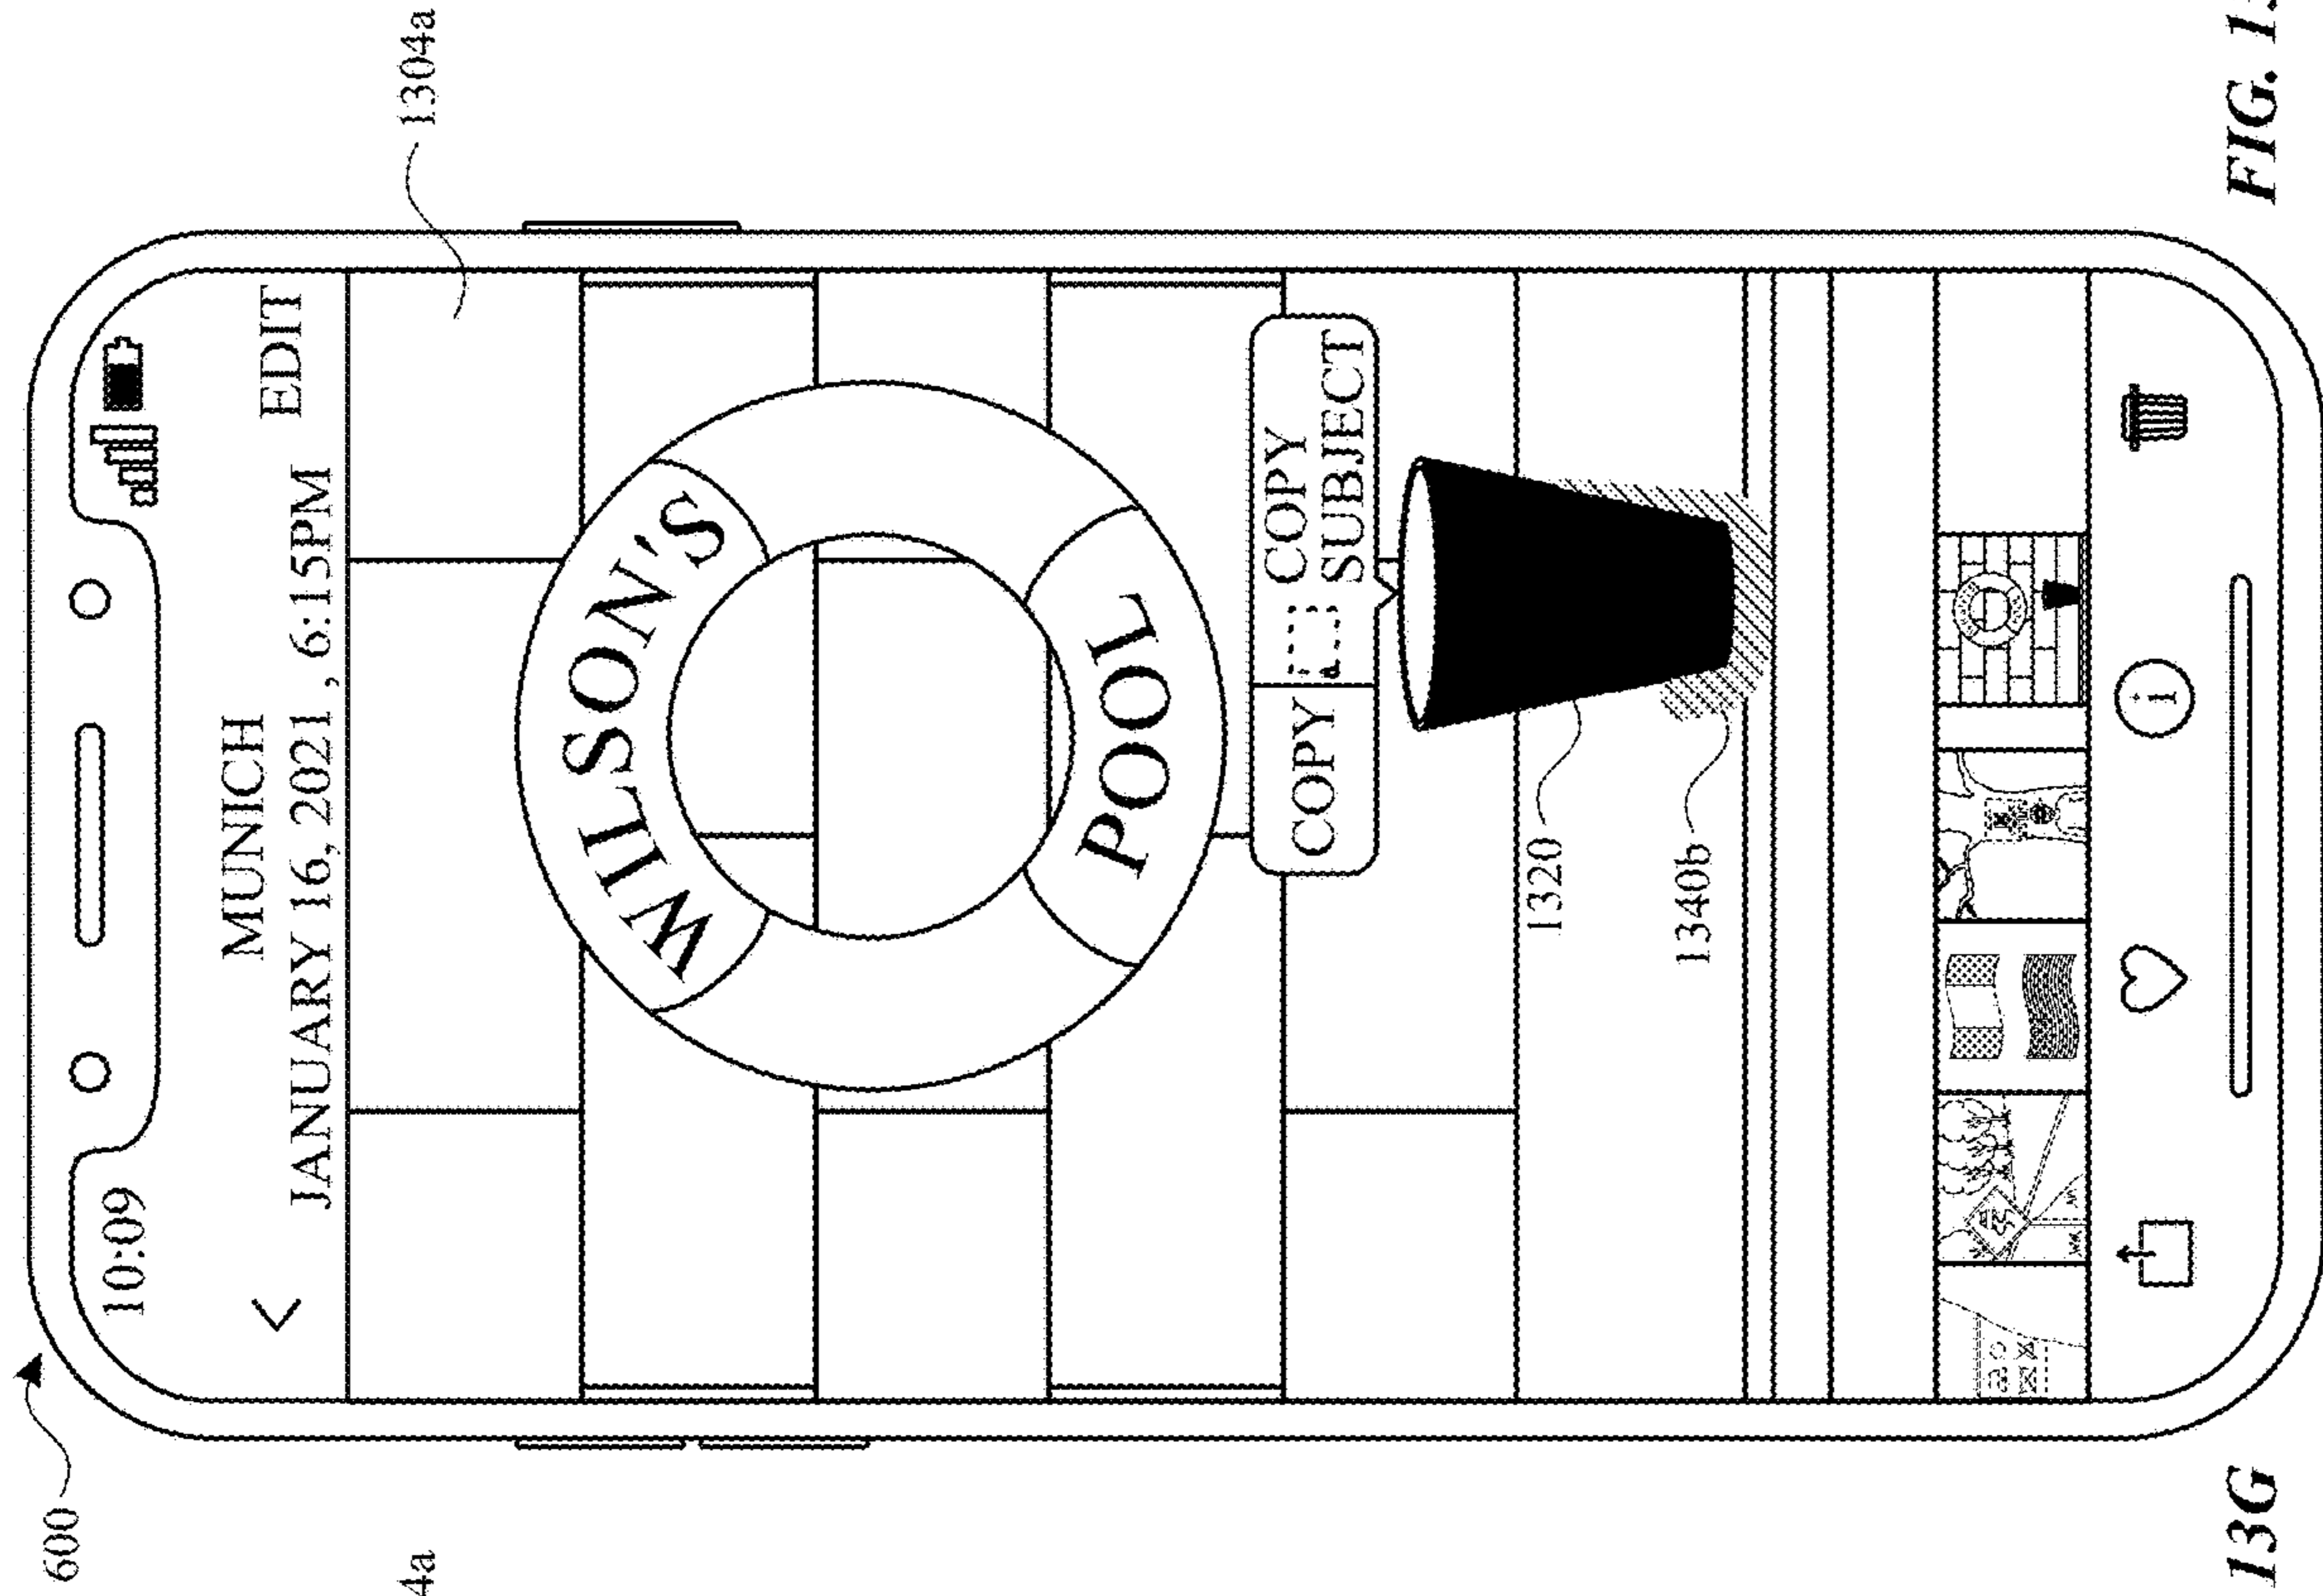 600
10:09
MUNICH
JANUARY 16, 2021, 6:15PM
EDIT
1304a
4a
WILSON'S
POOL
COPY
COPY
SUBJECT
1320
1340b
i
13G
FIG. 1